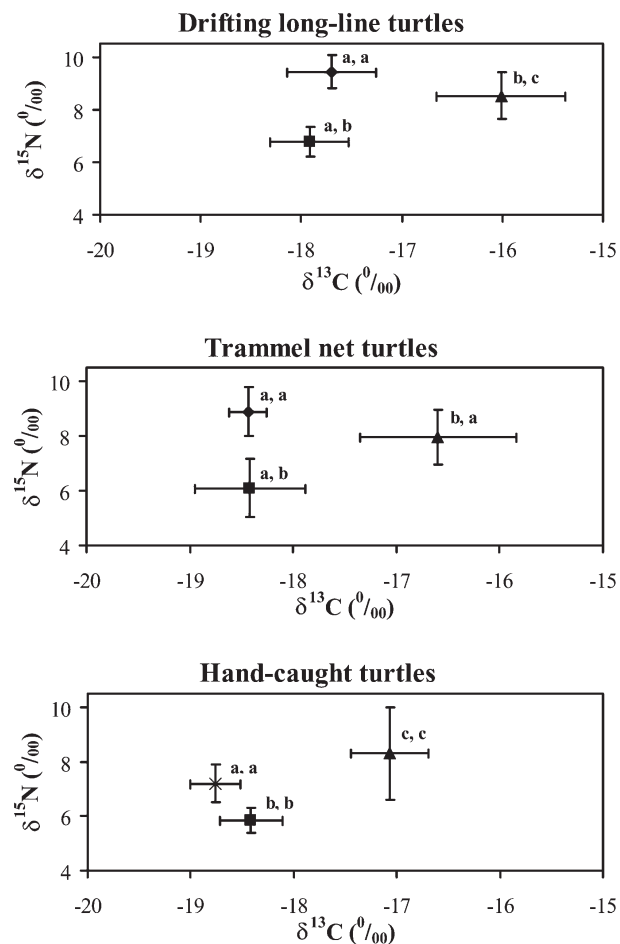 Drifting long-line turtles
δ¹⁵N (⁰/₀₀)
10
8
6
4
a, a
b, c
a, b
-20 -19 -18 -17 -16 -15
δ¹³C (⁰/₀₀)
Trammel net turtles
δ¹⁵N (⁰/₀₀)
10
8
6
4
a, a
b, a
a, b
-20 -19 -18 -17 -16 -15
δ¹³C (⁰/₀₀)
Hand-caught turtles
δ¹⁵N (⁰/₀₀)
10
8
6
4
c, c
a, a
b, b
-20 -19 -18 -17 -16 -15
δ¹³C (⁰/₀₀)